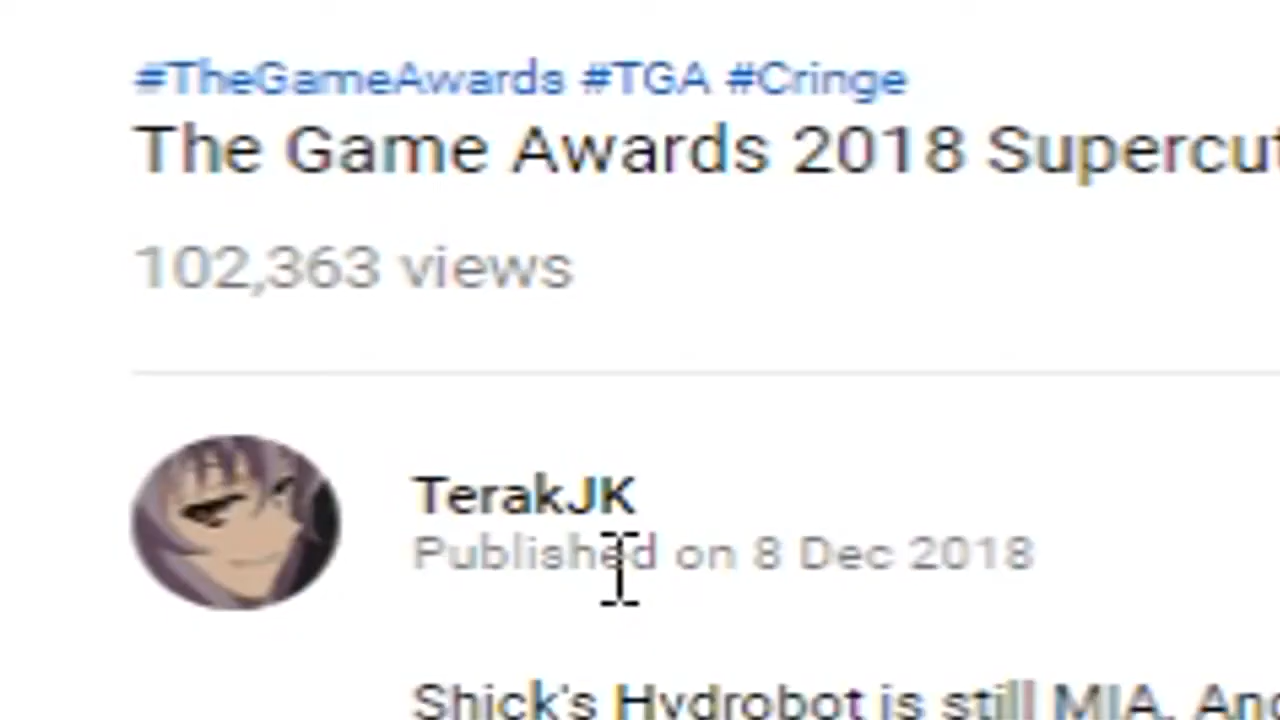 #TheGameAwards #TGA #Cringe
The Game Awards 2018 Supercut
102,363 views
TerakJK
Published on 8 Dec 2018
Shick's Hydrobot is still MIA. And